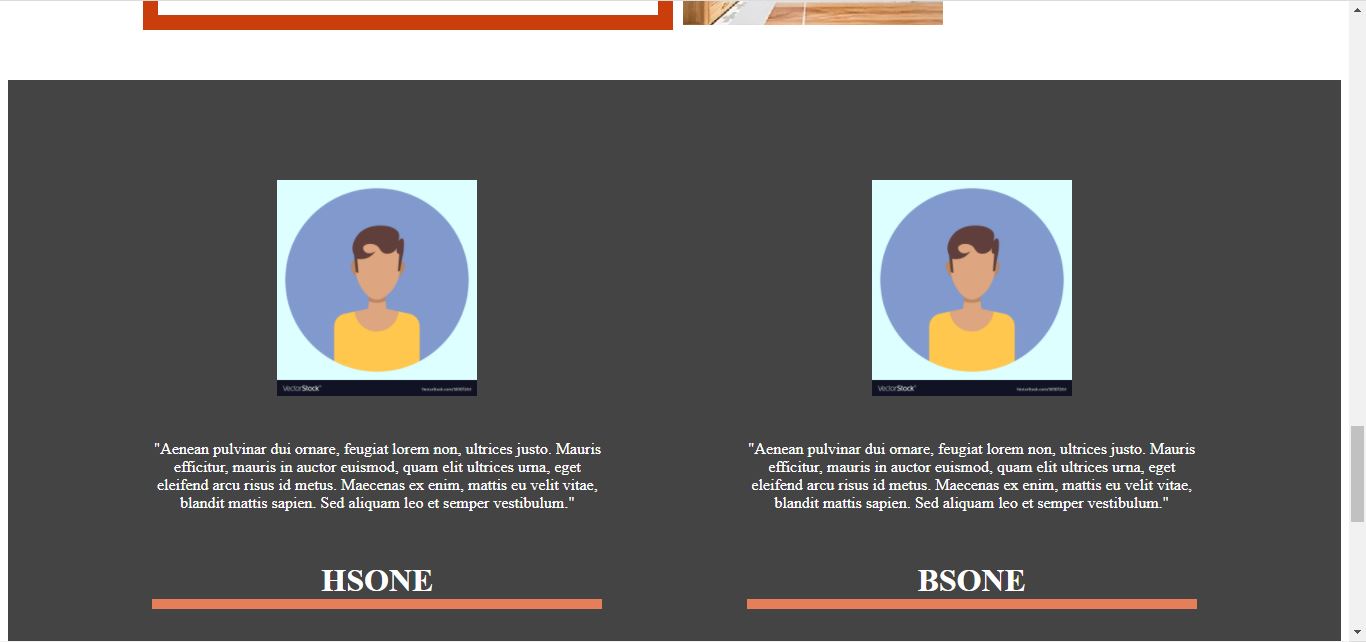 VectorStock
VectorStock
"Aenean pulvinar dui ornare, feugiat lorem non, ultrices justo. Mauris
efficitur, mauris in auctor euismod, quam elit ultrices urna, eget
eleifend arcu risus id metus. Maecenas ex enim, mattis eu velit vitae,
blandit mattis sapien. Sed aliquam leo et semper vestibulum."
"Aenean pulvinar dui ornare, feugiat lorem non, ultrices justo. Mauris
efficitur, mauris in auctor euismod, quam elit ultrices urna, eget
eleifend arcu risus id metus. Maecenas ex enim, mattis eu velit vitae,
blandit mattis sapien. Sed aliquam leo et semper vestibulum."
HSONE
BSONE